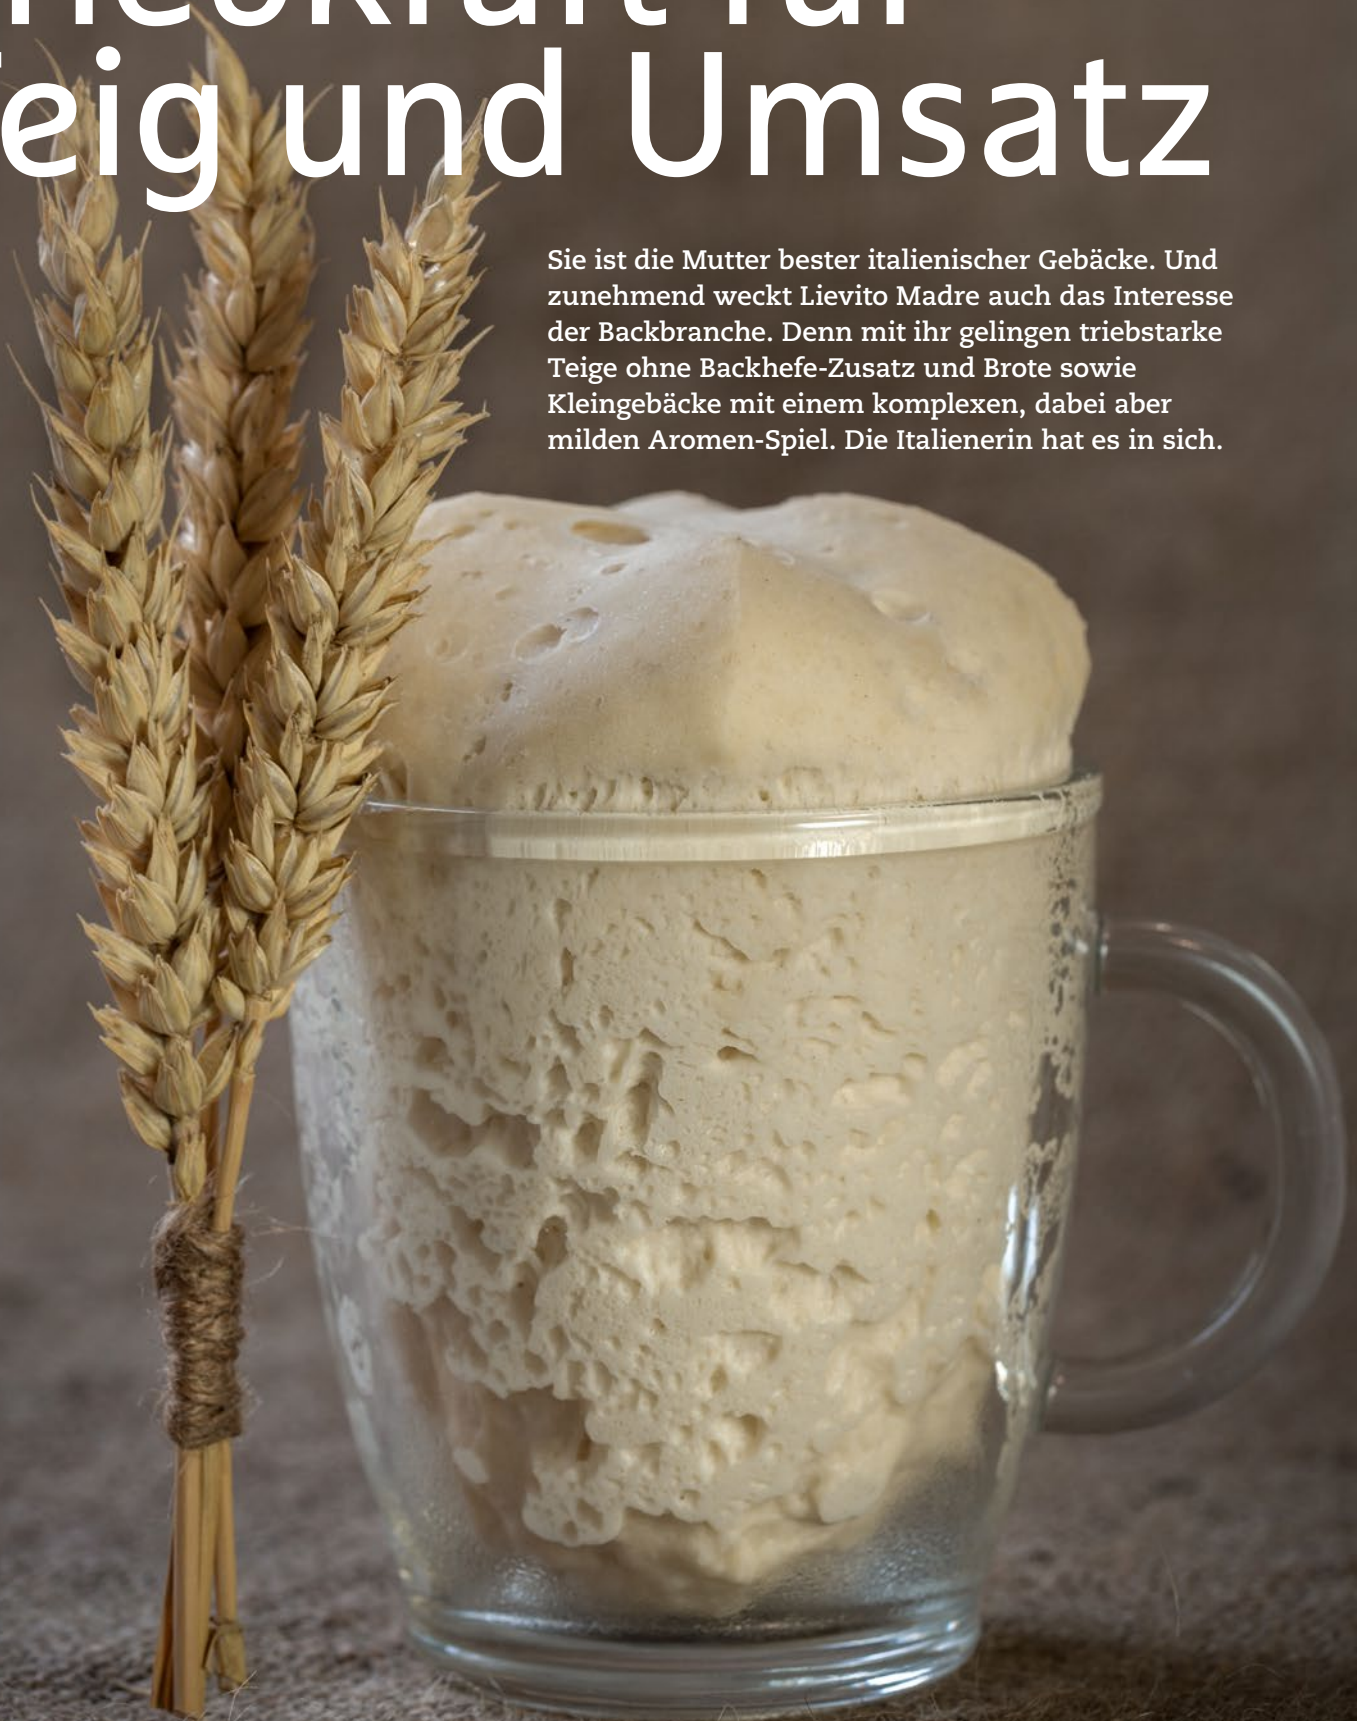 für
eig und Umsatz
Sie ist die Mutter bester italienischer Gebäcke. Und
zunehmend weckt Lievito Madre auch das Interesse
der Backbranche. Denn mit ihr gelingen triebstarke
Teige ohne Backhefe-Zusatz und Brote sowie
Kleingebäcke mit einem komplexen, dabei aber
milden Aromen-Spiel. Die Italienerin hat es in sich.